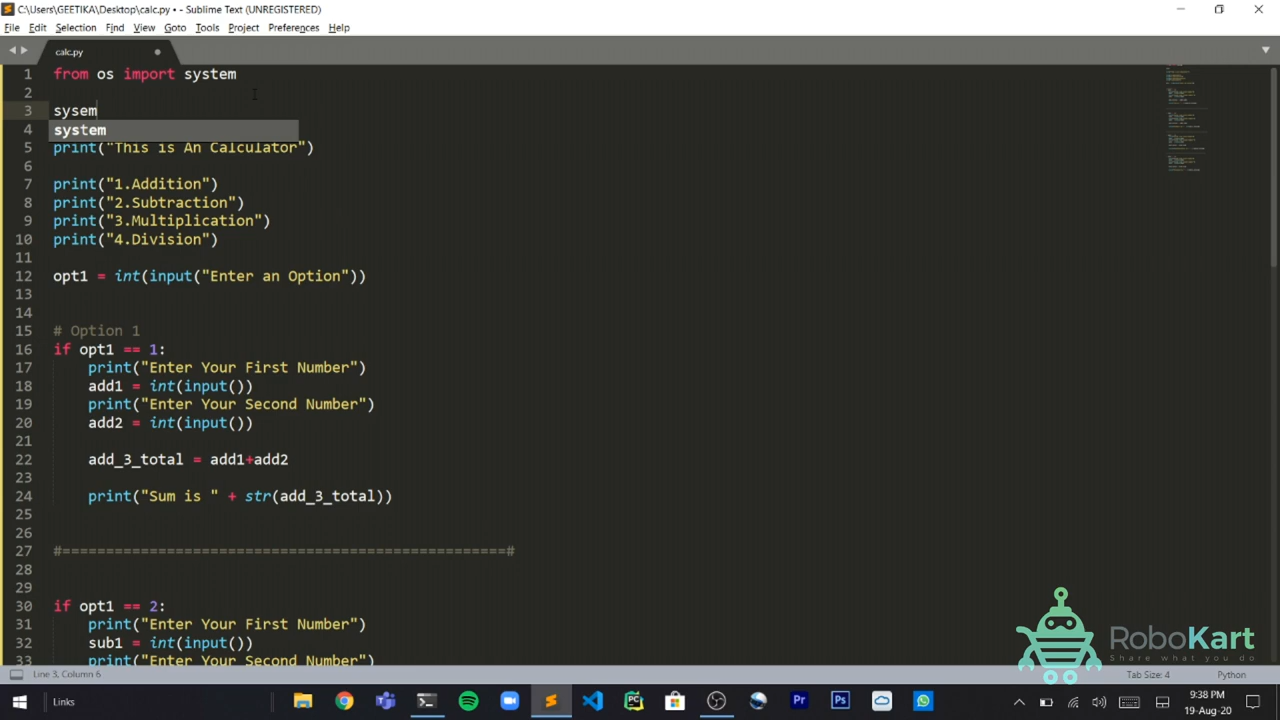 C:\Users\GEETIKA\Desktop\calc.py • - Sublime Text (UNREGISTERED)
File Edit Selection Find View Goto Tools Project Preferences Help
calc.py
1 from os import system
2
3 sysem
system
4
5 print("This is An Calculator")
6
7 print("1.Addition")
8 print("2.Subtraction")
9 print("3.Multiplication")
10 print("4.Division")
11
12 opt1 = int(input("Enter an Option"))
13
14
15 # Option 1
16 if opt1 == 1:
17 print("Enter Your First Number")
18 add1 = int(input())
19 print("Enter Your Second Number")
20 add2 = int(input())
21
22 add_3_total = add1+add2
23
24 print("Sum is " + str(add_3_total))
25
26
27 #===================================================#
28
29
30 if opt1 == 2:
31 print("Enter Your First Number")
32 sub1 = int(input())
33 print("Enter Your Second Number")
RoboKart
Share what you do
Line 3, Column 6
Tab Size: 4
Python
Links
Pr
Ps
9:38 PM
19-Aug-20